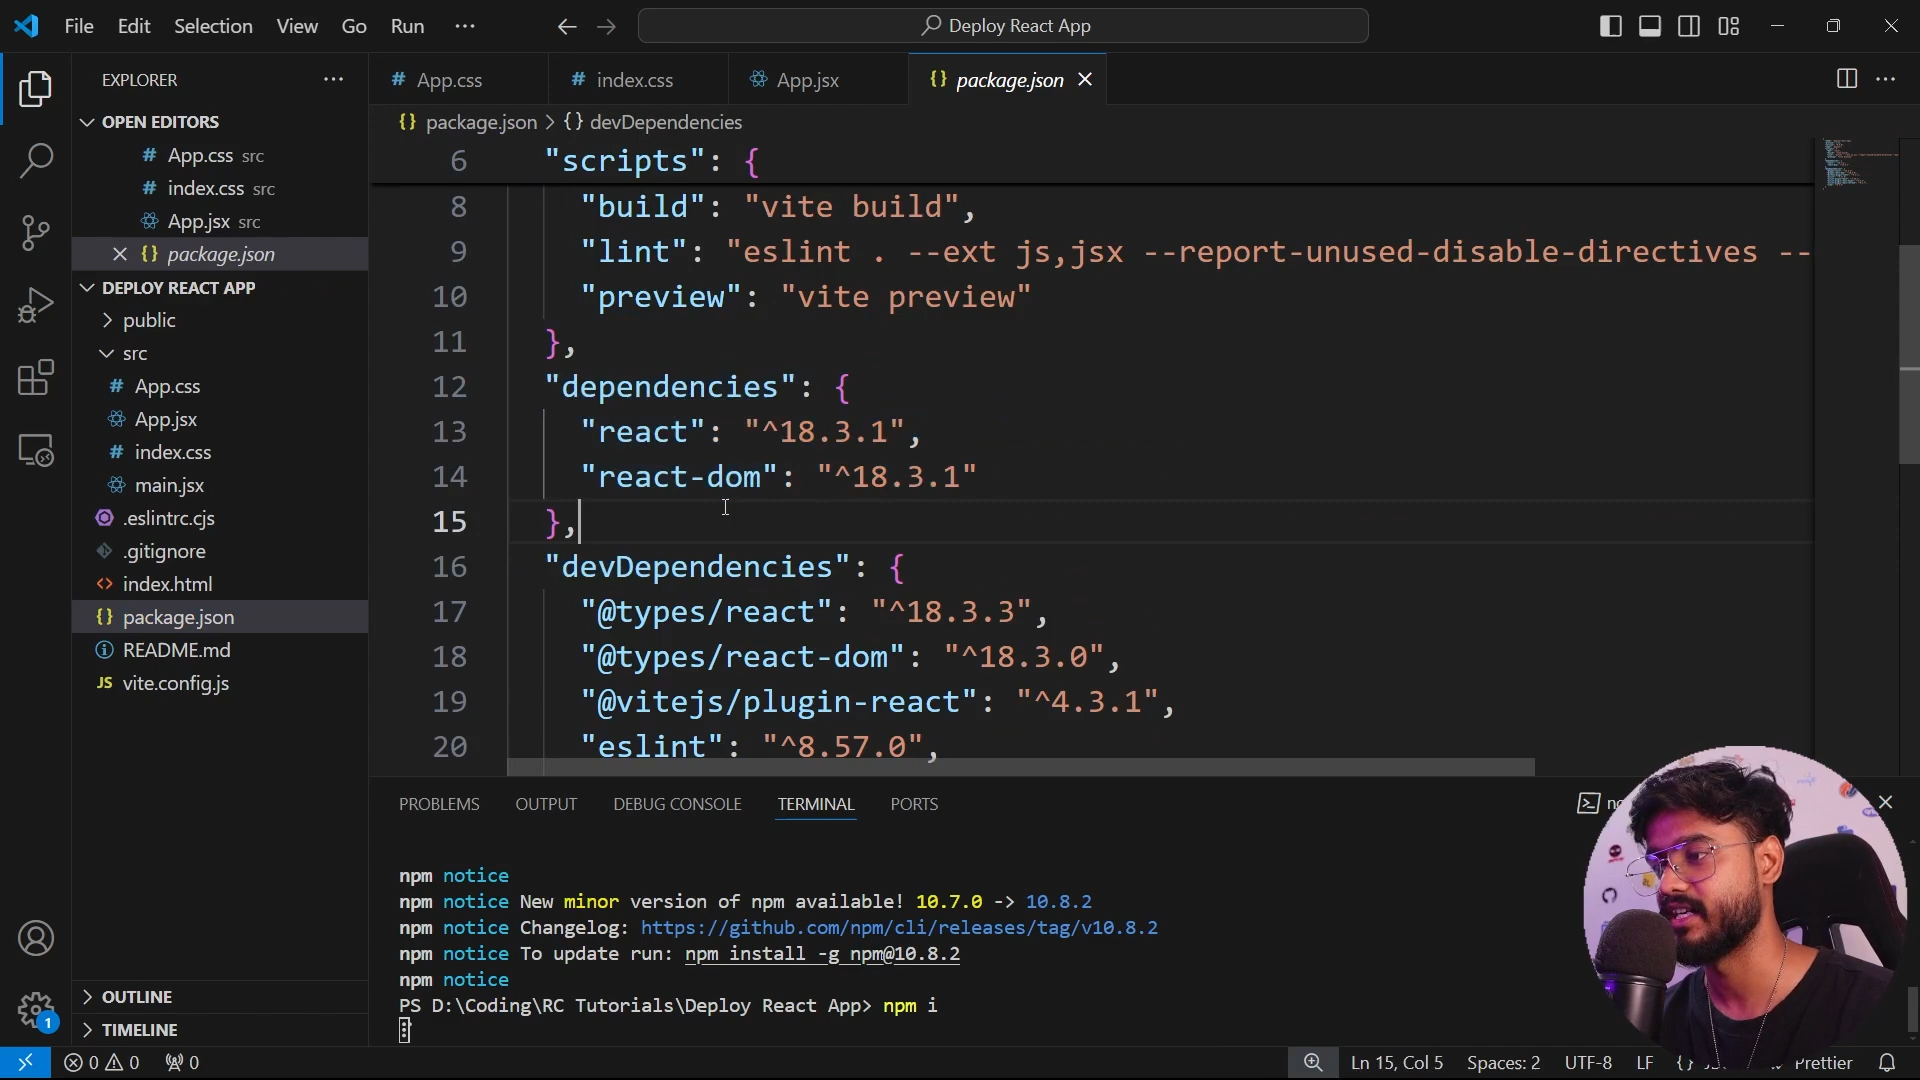 File Edit Selection View Go Run ···
Deploy React App
EXPLORER ···
OPEN EDITORS
# App.css src
# index.css src
App.jsx src
{} package.json
DEPLOY REACT APP
public
src
# App.css
App.jsx
# index.css
main.jsx
.eslintrc.cjs
.gitignore
<> index.html
{} package.json
README.md
JS vite.config.js
OUTLINE
TIMELINE
# App.css
# index.css
App.jsx
{} package.json
{} package.json > {} devDependencies
6 "scripts": {
8 "build": "vite build",
9 "lint": "eslint . --ext js,jsx --report-unused-disable-directives --
10 "preview": "vite preview"
11 },
12 "dependencies": {
13 "react": "^18.3.1",
14 "react-dom": "^18.3.1"
15 },
16 "devDependencies": {
17 "@types/react": "^18.3.3",
18 "@types/react-dom": "^18.3.0",
19 "@vitejs/plugin-react": "^4.3.1",
20 "eslint": "^8.57.0",
PROBLEMS OUTPUT DEBUG CONSOLE TERMINAL PORTS
npm notice
npm notice New minor version of npm available! 10.7.0 -> 10.8.2
npm notice Changelog: https://github.com/npm/cli/releases/tag/v10.8.2
npm notice To update run: npm install -g npm@10.8.2
npm notice
PS D:\Coding\RC Tutorials\Deploy React App> npm i
1
0 0 0
Ln 15, Col 5 Spaces: 2 UTF-8 LF { } Prettier